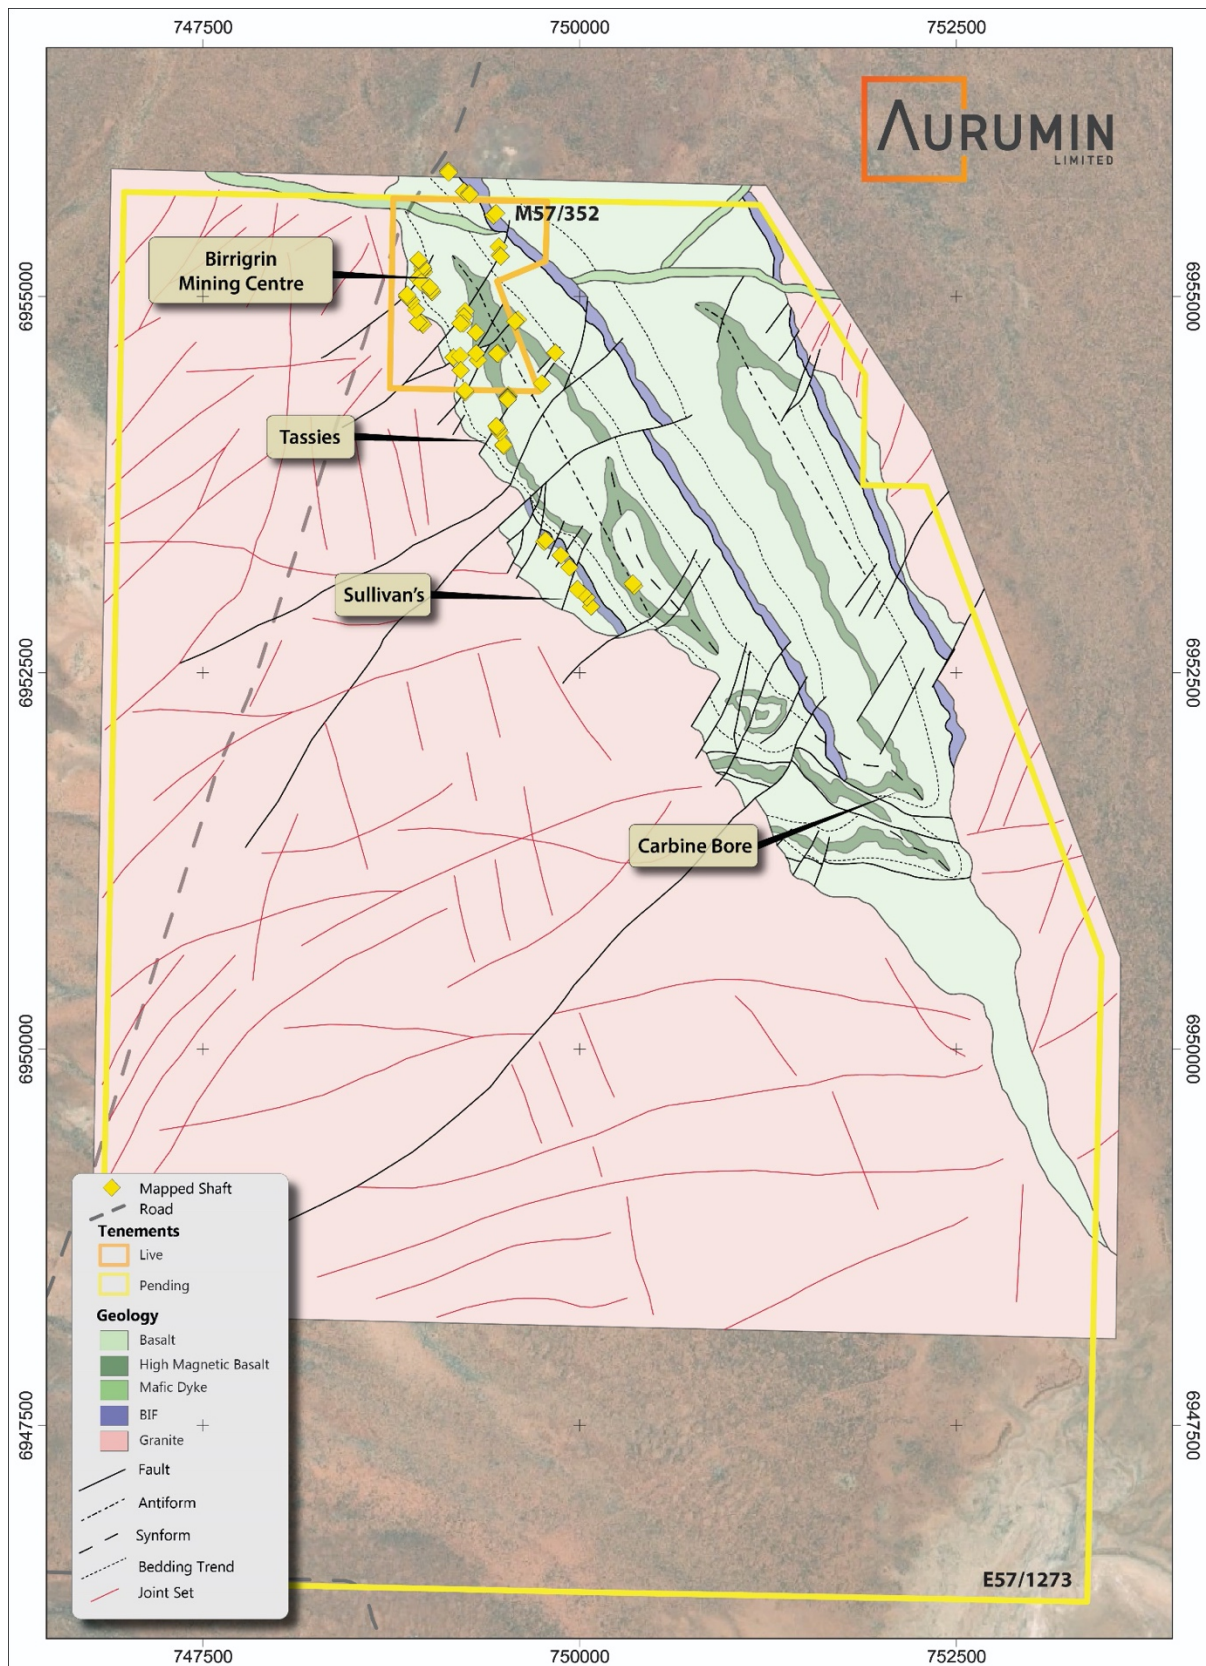 747500
750000
752500
AURUMIN
LIMITED
M57/352
Birrigrin
Mining Centre
6955000
6955000
Tassies
Sullivan's
6952500
6952500
Carbine Bore
6950000
6950000
Mapped Shaft
Road
Tenements
Live
Pending
Geology
Basalt
High Magnetic Basalt
Mafic Dyke
BIF
Granite
6947500
6947500
Fault
Antiform
Synform
Bedding Trend
Joint Set
E57/1273
747500
750000
752500